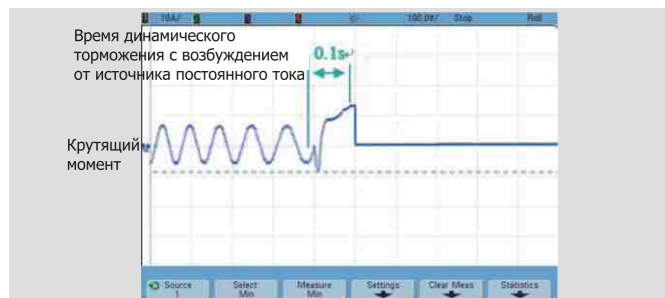 10A/
100.0%/
Stop
Roll
Время динамического
торможения с возбуждением
от источника постоянного тока
0.1s
Крутящий
момент
Source
1
Select:
Min
Measure
Min
Settings
Clear Meas
Statistics